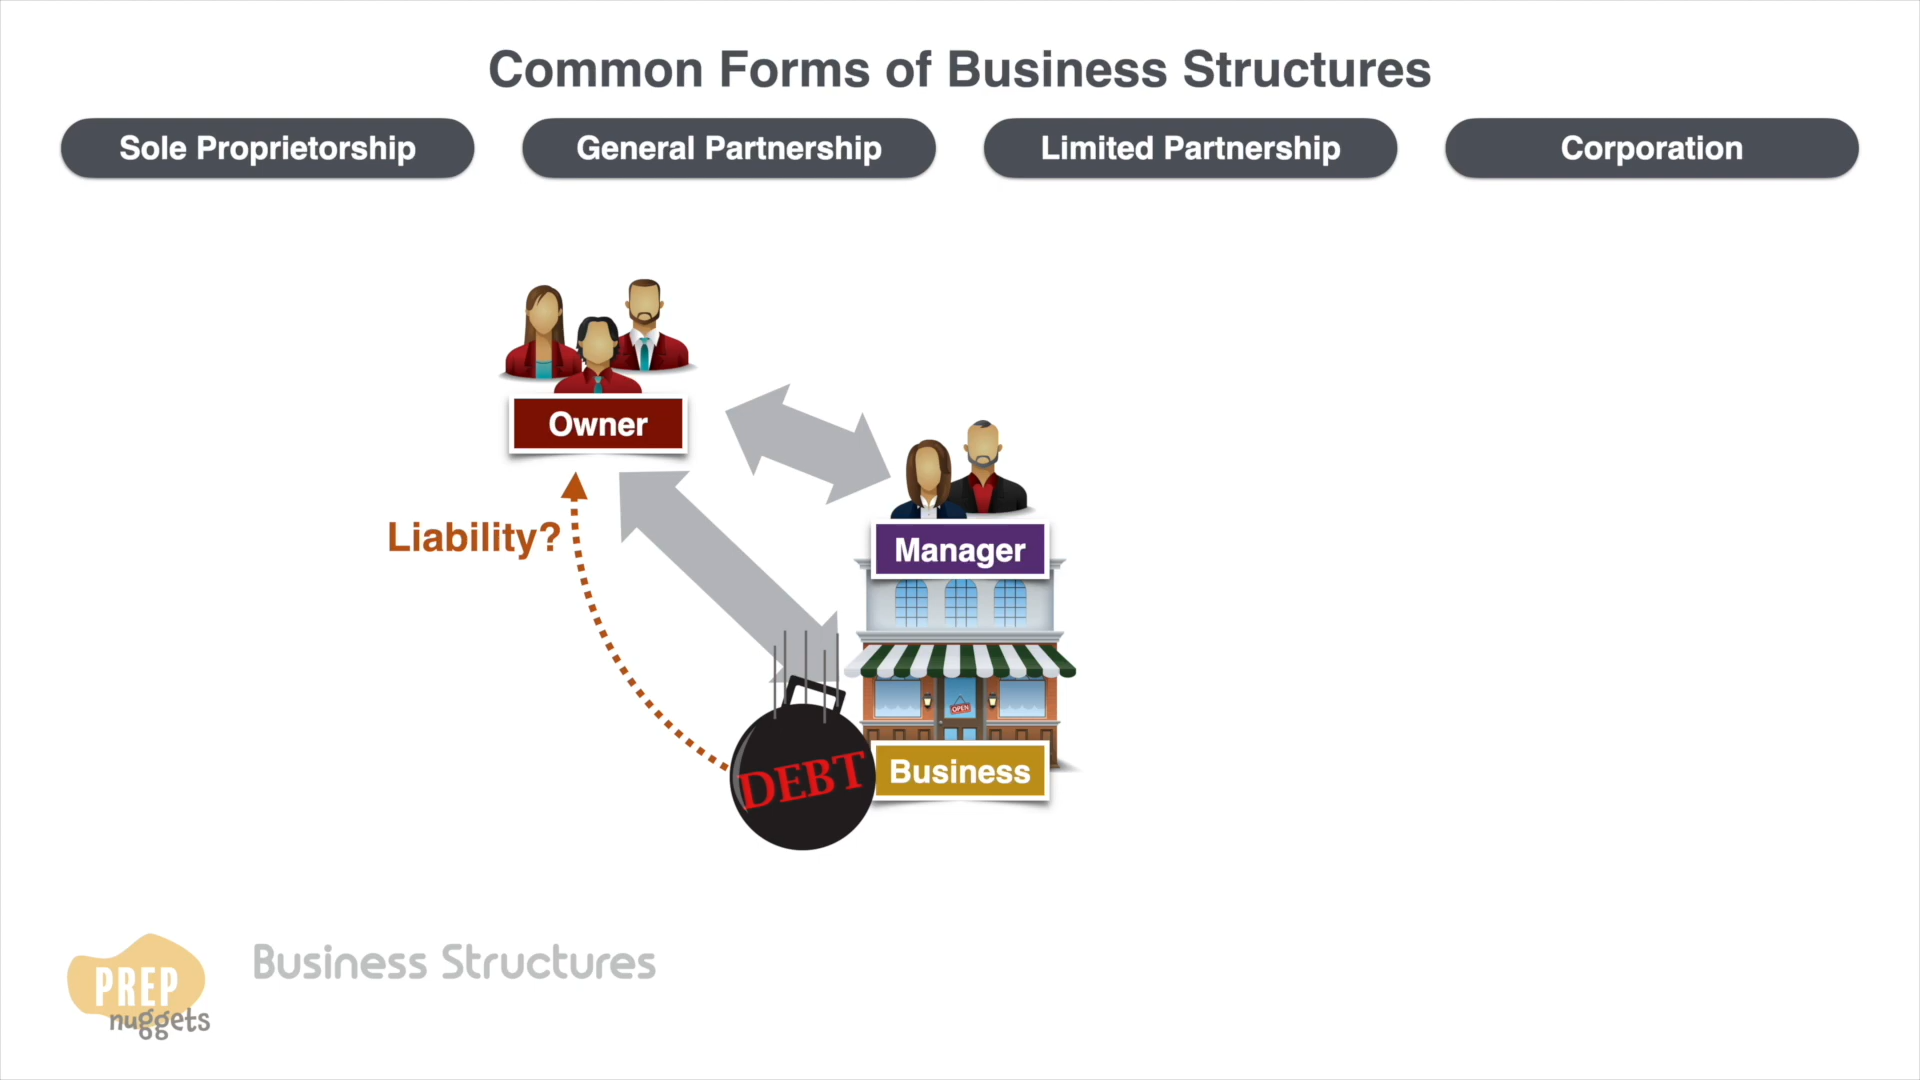 Common Forms of Business Structures
Sole Proprietorship
General Partnership
Limited Partnership
Corporation
Owner
Liability?
Manager
OPEN
DEBT
Business
PREP
nuggets
Business Structures